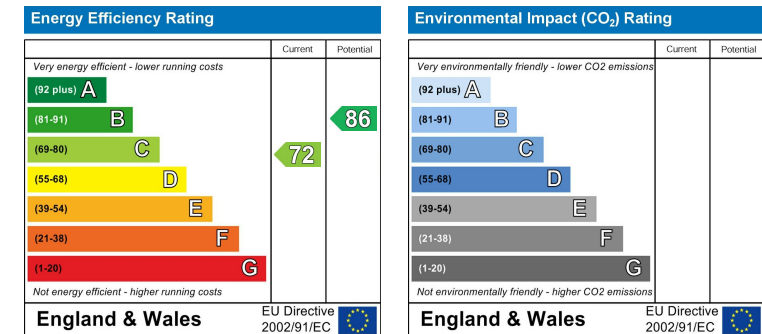 Energy Efficiency Rating
Current Potential
Very energy efficient - lower running costs
(92 plus) A
(81-91) B
86
(69-80) C
72
(55-68) D
(39-54) E
(21-38) F
(1-20) G
Not energy efficient - higher running costs
England & Wales
EU Directive
2002/91/EC
Environmental Impact (CO₂) Rating
Current Potential
Very environmentally friendly - lower CO2 emissions
(92 plus) A
(81-91) B
(69-80) C
(55-68) D
(39-54) E
(21-38) F
(1-20) G
Not environmentally friendly - higher CO2 emissions
England & Wales
EU Directive
2002/91/EC